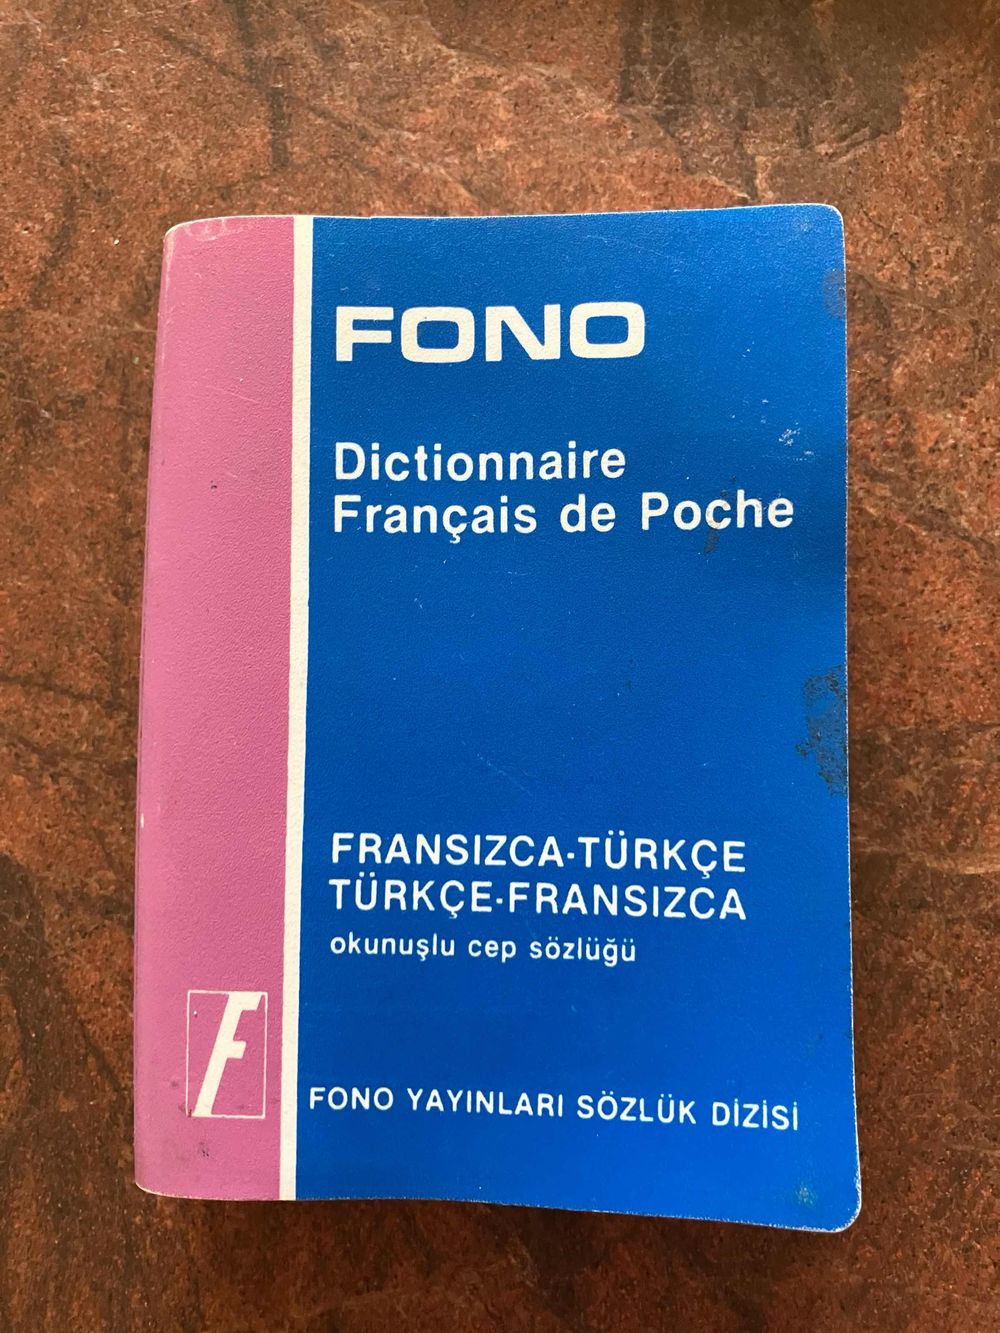 FONO
Dictionnaire
Français de Poche
FRANSIZCA-TÜRKÇE
TÜRKÇE-FRANSIZCA
okunuşlu cep sözlüğü
F
FONO YAYINLARI SÖZLÜK DİZİSİ